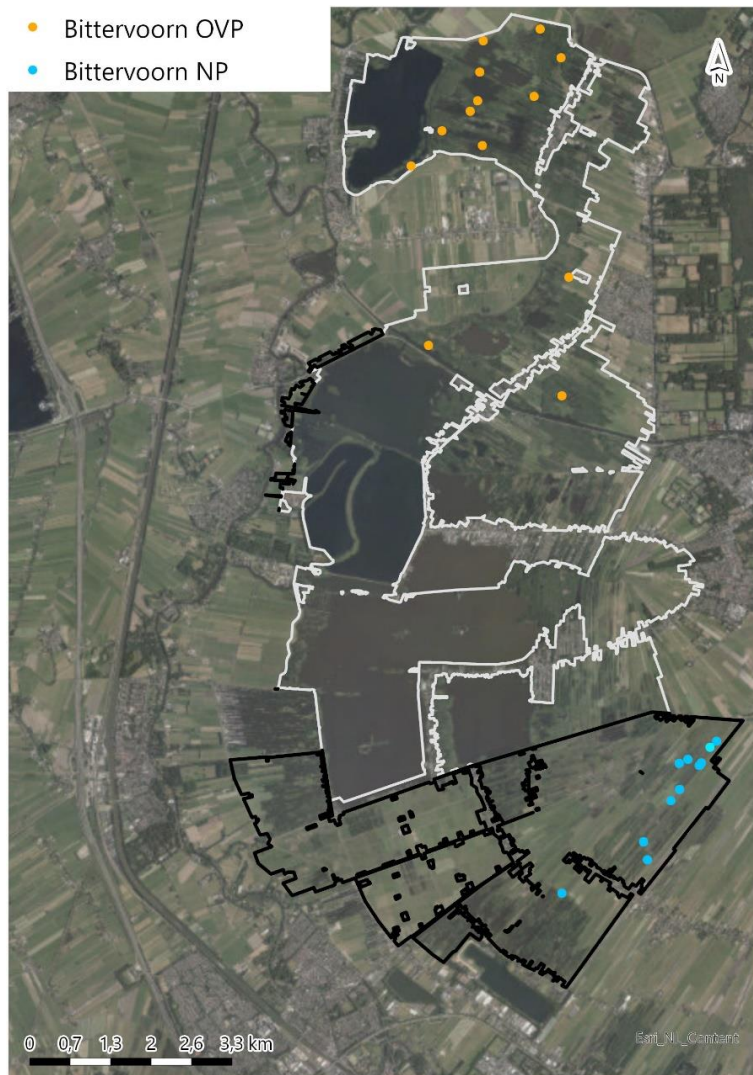 Bittervoorn OVP
Bittervoorn NP
N
0 0,7 1,3 2 2,6 3,3 km
Esri_NL_Content